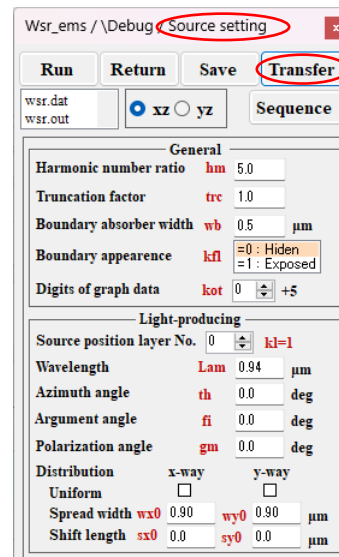 Wsr_ems / \Debug / Source setting x
Run Return Save Transfer
wsr.dat
wsr.out
xz yz Sequence
General
Harmonic number ratio hm 5.0
Truncation factor trc 1.0
Boundary absorber width wb 0.5 μm
Boundary appearence kfl =0 : Hiden
=1 : Exposed
Digits of graph data kot 0 +5
Light-producing
Source position layer No. 0 kl=1
Wavelength Lam 0.94 μm
Azimuth angle th 0.0 deg
Argument angle fi 0.0 deg
Polarization angle gm 0.0 deg
Distribution x-way y-way
Uniform
Spread width wx0 0.90 wy0 0.90 μm
Shift length sx0 0.0 sy0 0.0 μm